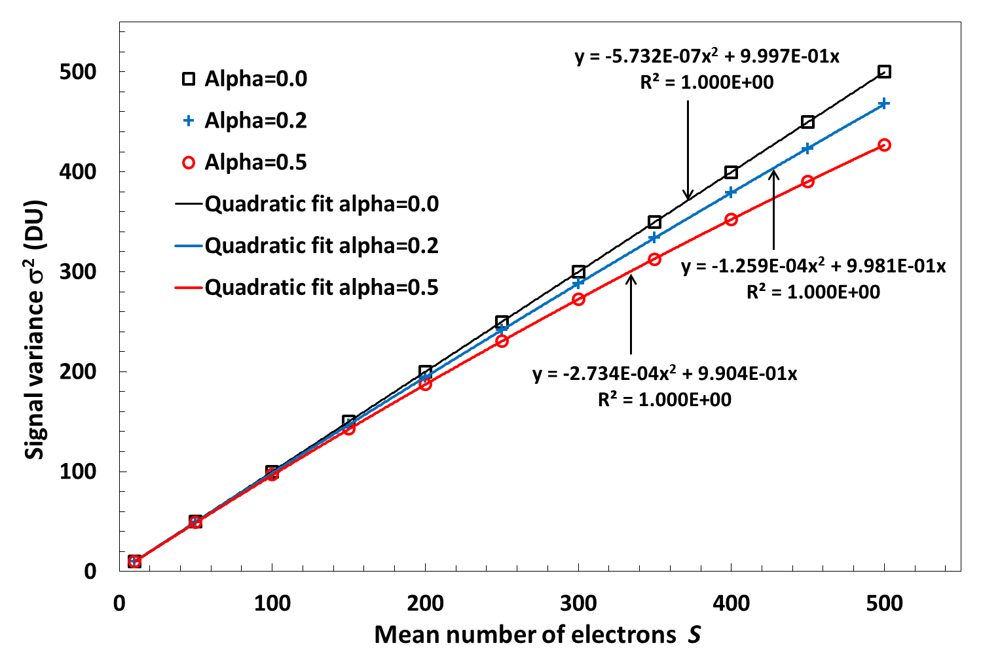 y = -5.732E-07x² + 9.997E-01x
R² = 1.000E+00
Alpha=0.0
Alpha=0.2
Alpha=0.5
Quadratic fit alpha=0.0
Quadratic fit alpha=0.2
Quadratic fit alpha=0.5
y = -1.259E-04x² + 9.981E-01x
R² = 1.000E+00
y = -2.734E-04x² + 9.904E-01x
R² = 1.000E+00
Signal variance σ² (DU)
500
400
300
200
100
0
0 100 200 300 400 500
Mean number of electrons S